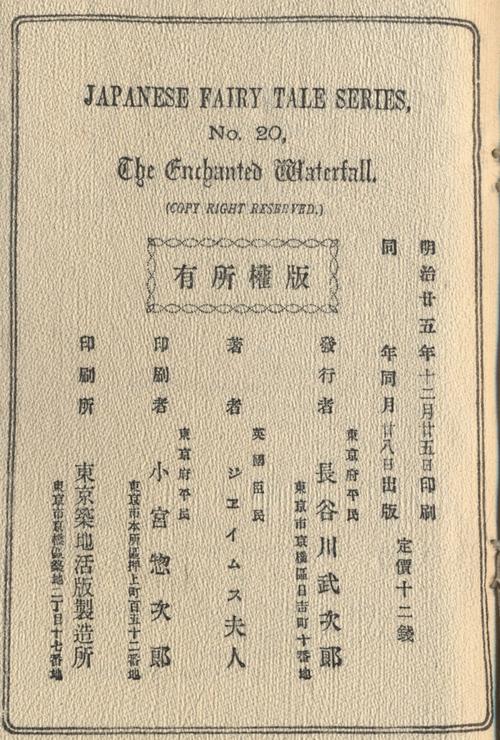 JAPANESE FAIRY TALE SERIES,
No. 20,
The Enchanted Waterfall.
(COPY RIGHT RESERVED.)
版權所有
明治廿五年十二月廿五日印刷
同年同月廿八日出版
定價十二錢
東京府平民
發行者 長谷川武次郎
東京市京橋區日吉町十番地
英國臣民
著者 ジエイムス夫人
東京府平民
印刷者 小宮惣次郎
東京市本所區押上町百五十二番地
印刷所 東京築地活版製造所
東京市京橋區築地二丁目十七番地